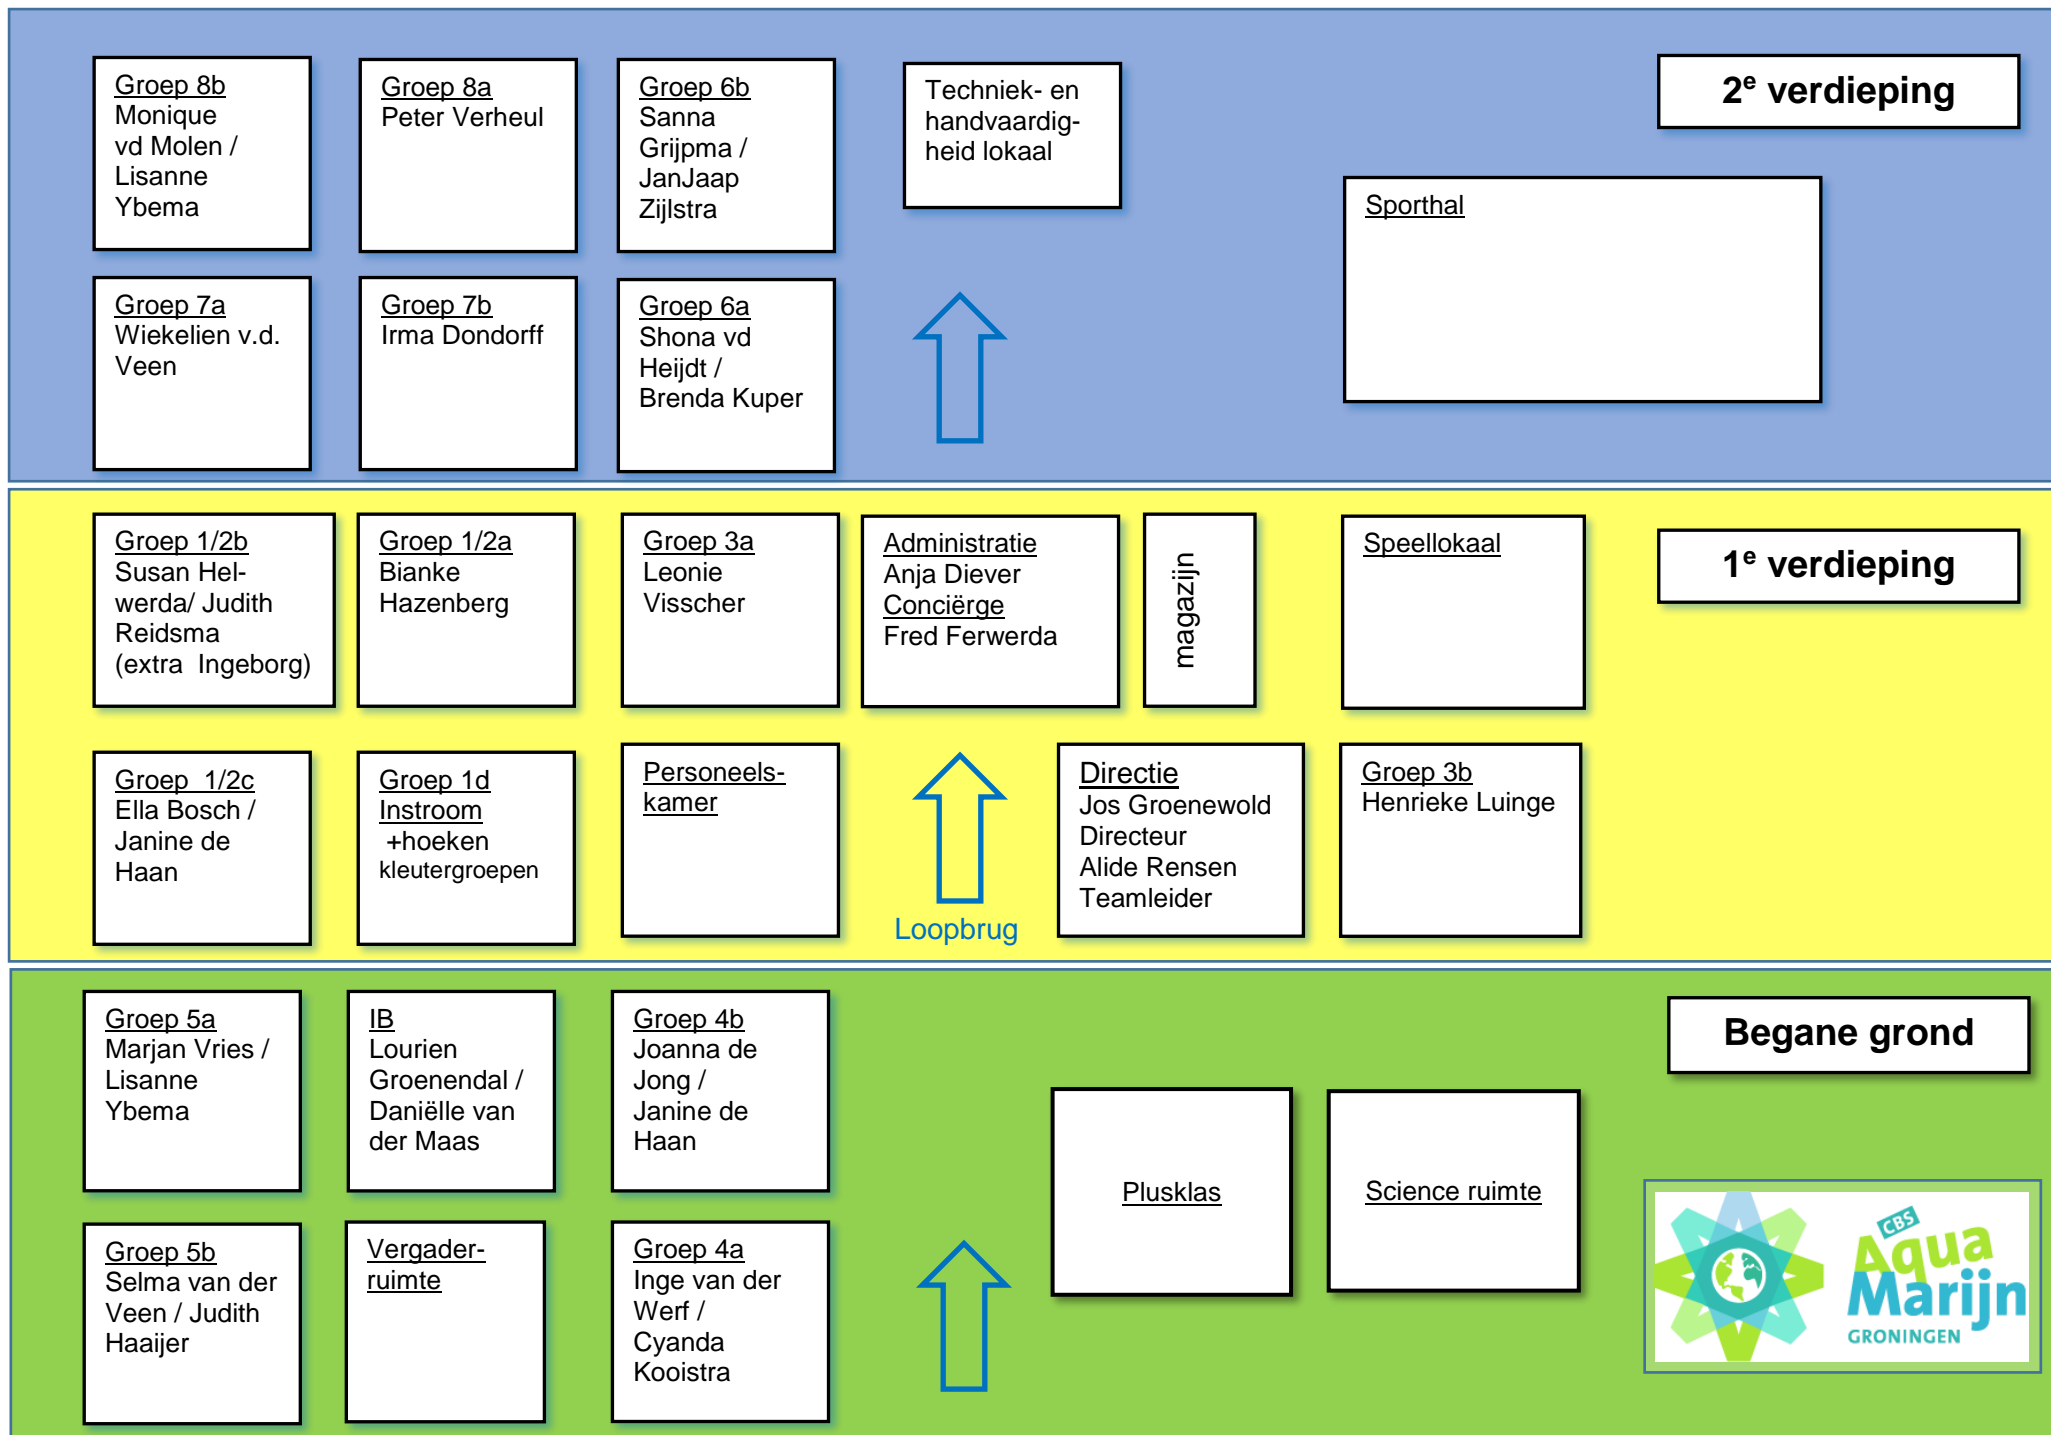 2e verdieping
Groep 8b
Monique
vd Molen /
Lisanne
Ybema
Groep 8a
Peter Verheul
Groep 6b
Sanna
Grijpma /
JanJaap
Zijlstra
Techniek- en
handvaardig-
heid lokaal
Sporthal
Groep 7a
Wiekelien v.d.
Veen
Groep 7b
Irma Dondorff
Groep 6a
Shona vd
Heijdt /
Brenda Kuper
1e verdieping
Groep 1/2b
Susan Hel-
werda/ Judith
Reidsma
(extra Ingeborg)
Groep 1/2a
Bianke
Hazenberg
Groep 3a
Leonie
Visscher
Administratie
Anja Diever
Conciërge
Fred Ferwerda
magazijn
Speellokaal
Groep 1/2c
Ella Bosch /
Janine de
Haan
Groep 1d
Instroom
+hoeken
kleutergroepen
Personeels-
kamer
Loopbrug
Directie
Jos Groenewold
Directeur
Alide Rensen
Teamleider
Groep 3b
Henrieke Luinge
Begane grond
Groep 5a
Marjan Vries /
Lisanne
Ybema
IB
Lourien
Groenendal /
Daniëlle van
der Maas
Groep 4b
Joanna de
Jong /
Janine de
Haan
Plusklas
Science ruimte
Groep 5b
Selma van der
Veen / Judith
Haaijer
Vergader-
ruimte
Groep 4a
Inge van der
Werf /
Cyanda
Kooistra
CBS
Aqua
Marijn
GRONINGEN